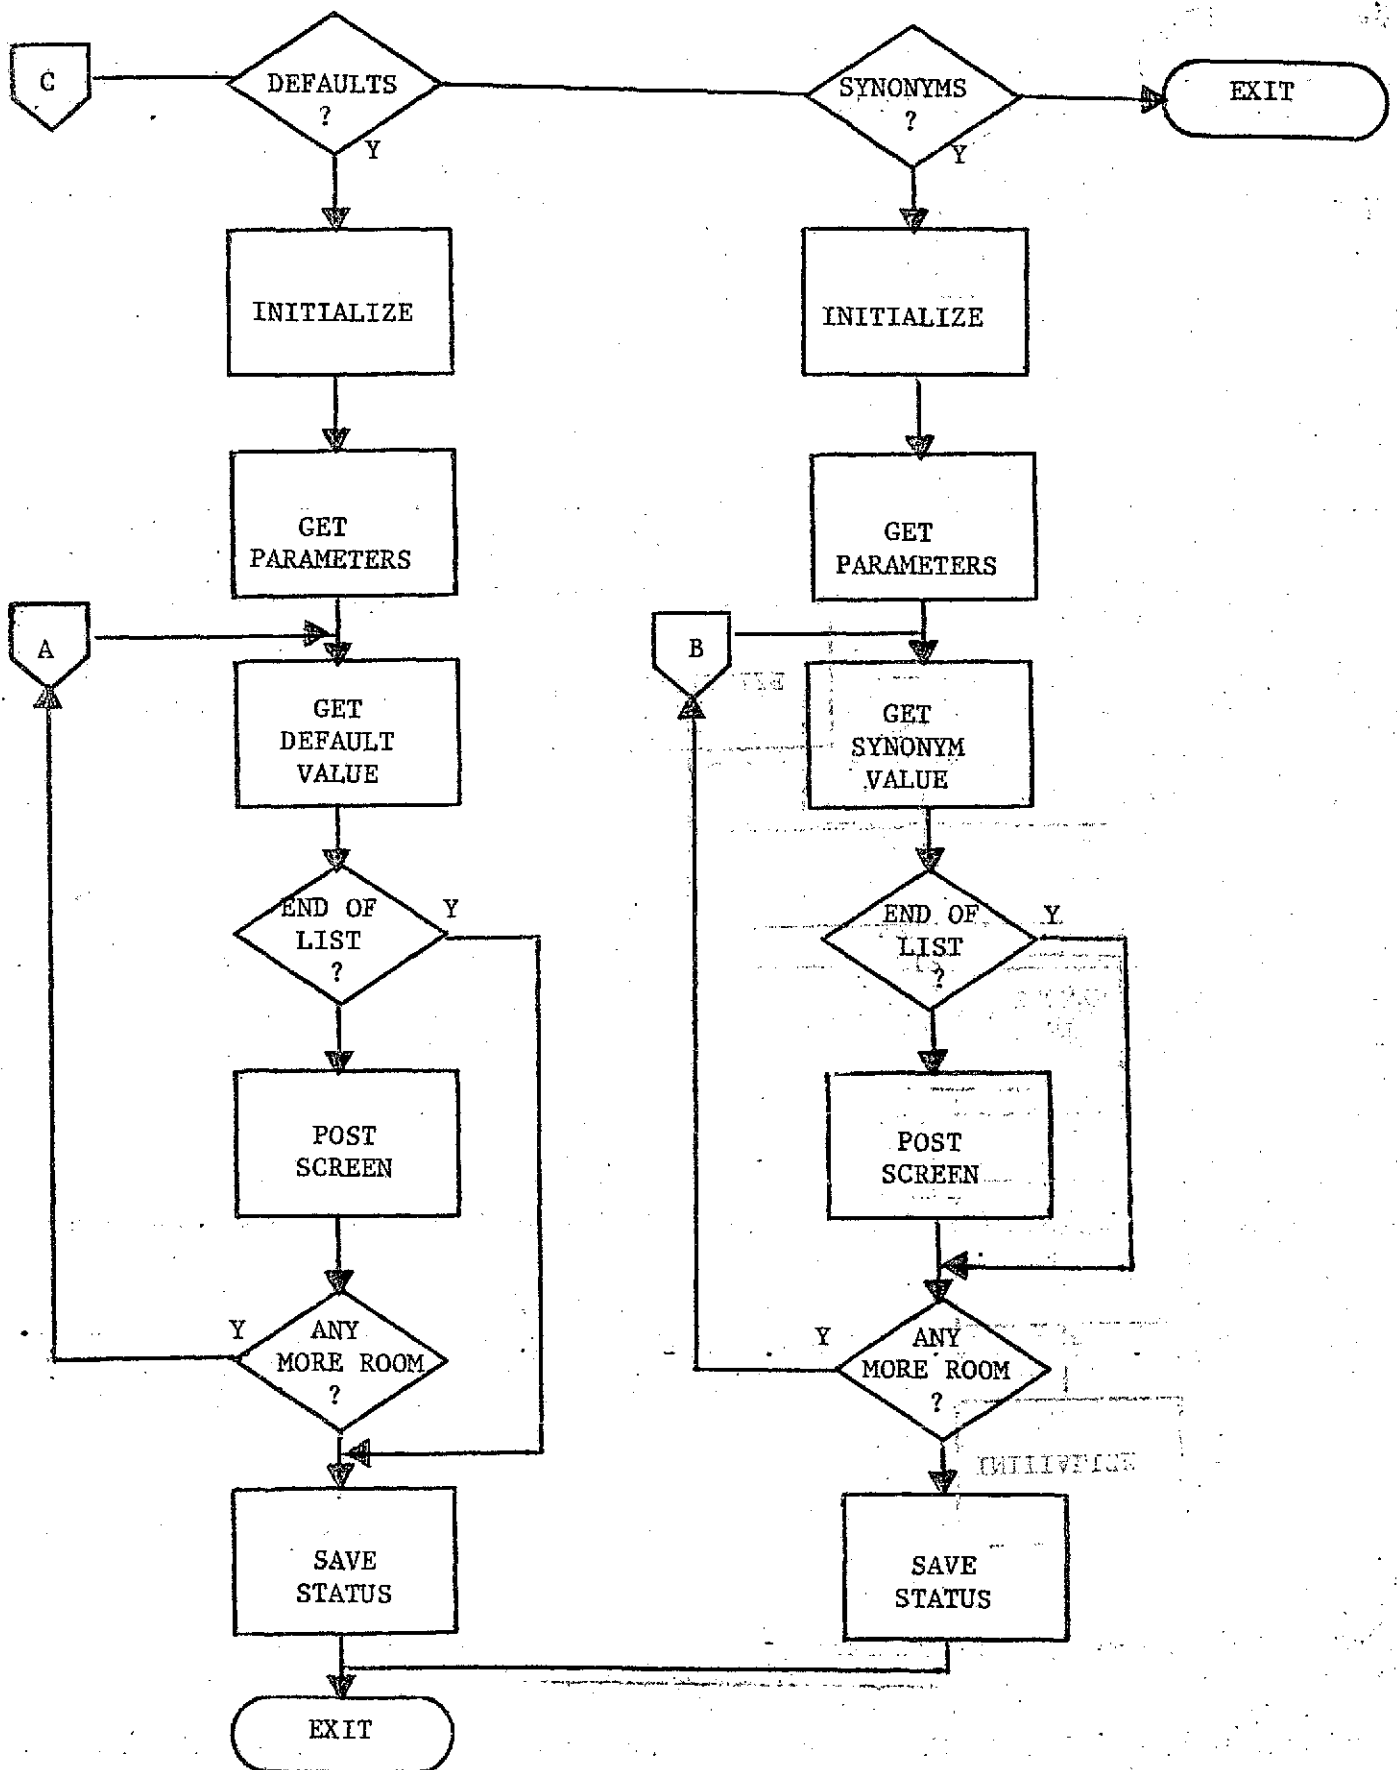 C
DEFAULTS
?
Y
SYNONYMS
?
Y
EXIT
INITIALIZE
INITIALIZE
GET
PARAMETERS
GET
PARAMETERS
A
B
GET
DEFAULT
VALUE
GET
SYNONYM
VALUE
END OF
LIST
?
Y
END OF
LIST
?
Y
POST
SCREEN
POST
SCREEN
Y
ANY
MORE ROOM
?
Y
ANY
MORE ROOM
?
SAVE
STATUS
SAVE
STATUS
EXIT